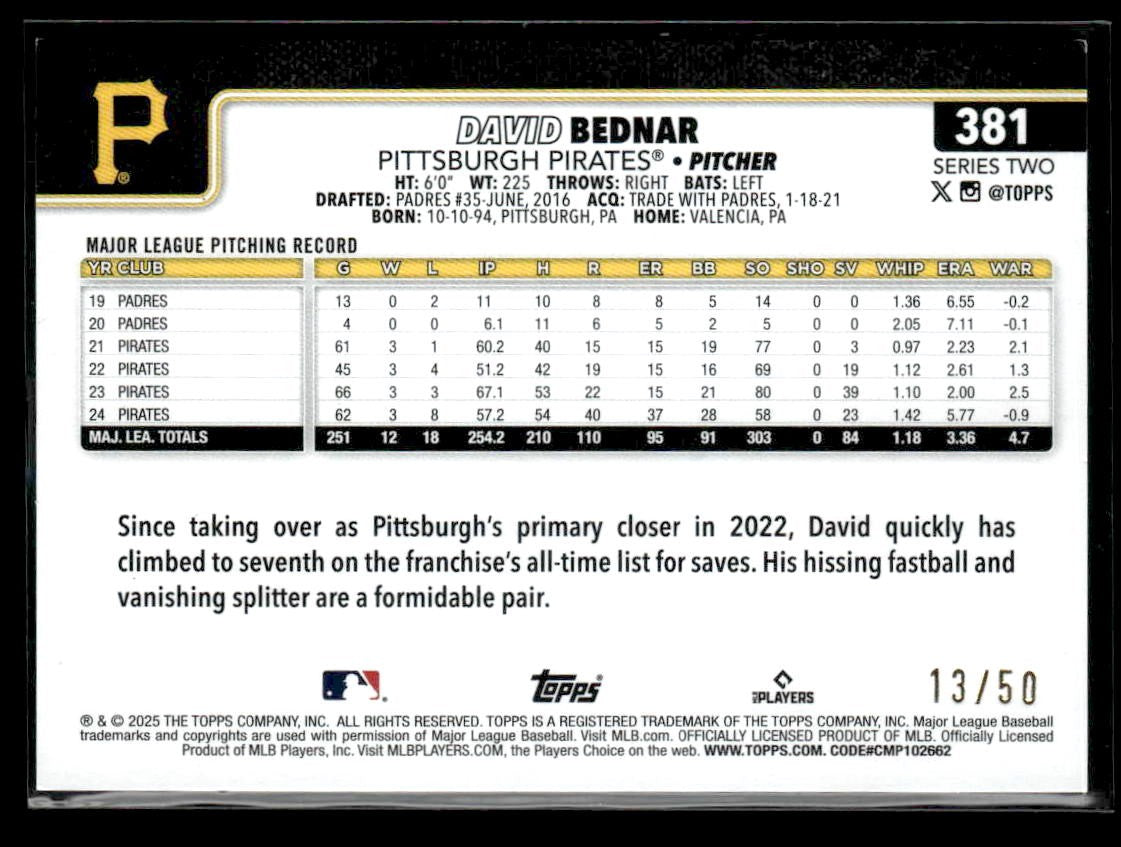 P®
381
DAVID BEDNAR
PITTSBURGH PIRATES® • PITCHER
SERIES TWO
HT: 6'0" WT: 225 THROWS: RIGHT BATS: LEFT
@TOPPS
DRAFTED: PADRES #35-JUNE, 2016 ACQ: TRADE WITH PADRES, 1-18-21
BORN: 10-10-94, PITTSBURGH, PA HOME: VALENCIA, PA
MAJOR LEAGUE PITCHING RECORD
YR CLUB G W L IP H R ER BB SO SHO SV WHIP ERA WAR
19 PADRES 13 0 2 11 10 8 8 5 14 0 0 1.36 6.55 -0.2
20 PADRES 4 0 0 6.1 11 6 5 2 5 0 0 2.05 7.11 -0.1
21 PIRATES 61 3 1 60.2 40 15 15 19 77 0 3 0.97 2.23 2.1
22 PIRATES 45 3 4 51.2 42 19 15 16 69 0 19 1.12 2.61 1.3
23 PIRATES 66 3 3 67.1 53 22 15 21 80 0 39 1.10 2.00 2.5
24 PIRATES 62 3 8 57.2 54 40 37 28 58 0 23 1.42 5.77 -0.9
MAJ. LEA. TOTALS 251 12 18 254.2 210 110 95 91 303 0 84 1.18 3.36 4.7
Since taking over as Pittsburgh's primary closer in 2022, David quickly has
climbed to seventh on the franchise's all-time list for saves. His hissing fastball and
vanishing splitter are a formidable pair.
Topps®
MLB PLAYERS
13/50
® & © 2025 THE TOPPS COMPANY, INC. ALL RIGHTS RESERVED. TOPPS IS A REGISTERED TRADEMARK OF THE TOPPS COMPANY, INC. Major League Baseball
trademarks and copyrights are used with permission of Major League Baseball. Visit MLB.com. OFFICIALLY LICENSED PRODUCT OF MLB. Officially Licensed
Product of MLB Players, Inc. Visit MLBPLAYERS.COM, the Players Choice on the web. WWW.TOPPS.COM. CODE#CMP102662